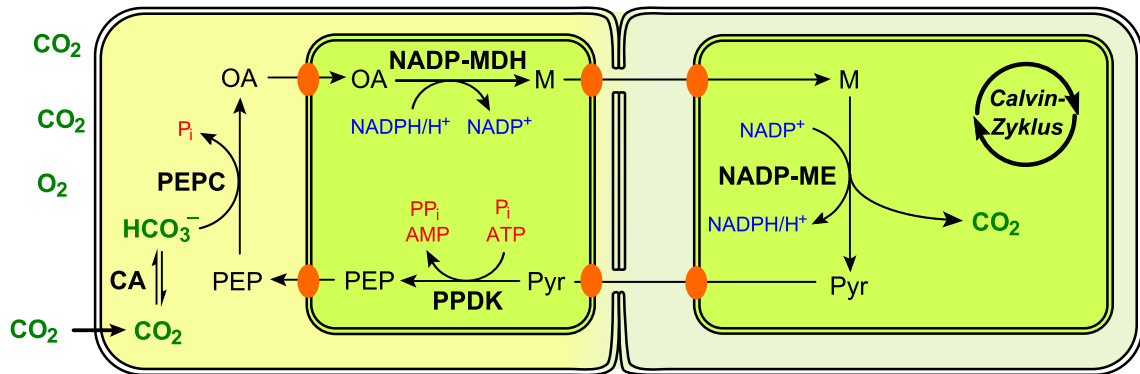 CO₂
CO₂
O₂
CO₂
CO₂
CA
HCO₃⁻
PEPC
Pᵢ
OA
PEP
OA
NADP-MDH
M
NADPH/H⁺
NADP⁺
PPᵢ
AMP
Pᵢ
ATP
PEP
PPDK
Pyr
M
NADP⁺
NADP-ME
NADPH/H⁺
CO₂
Pyr
Calvin-
Zyklus